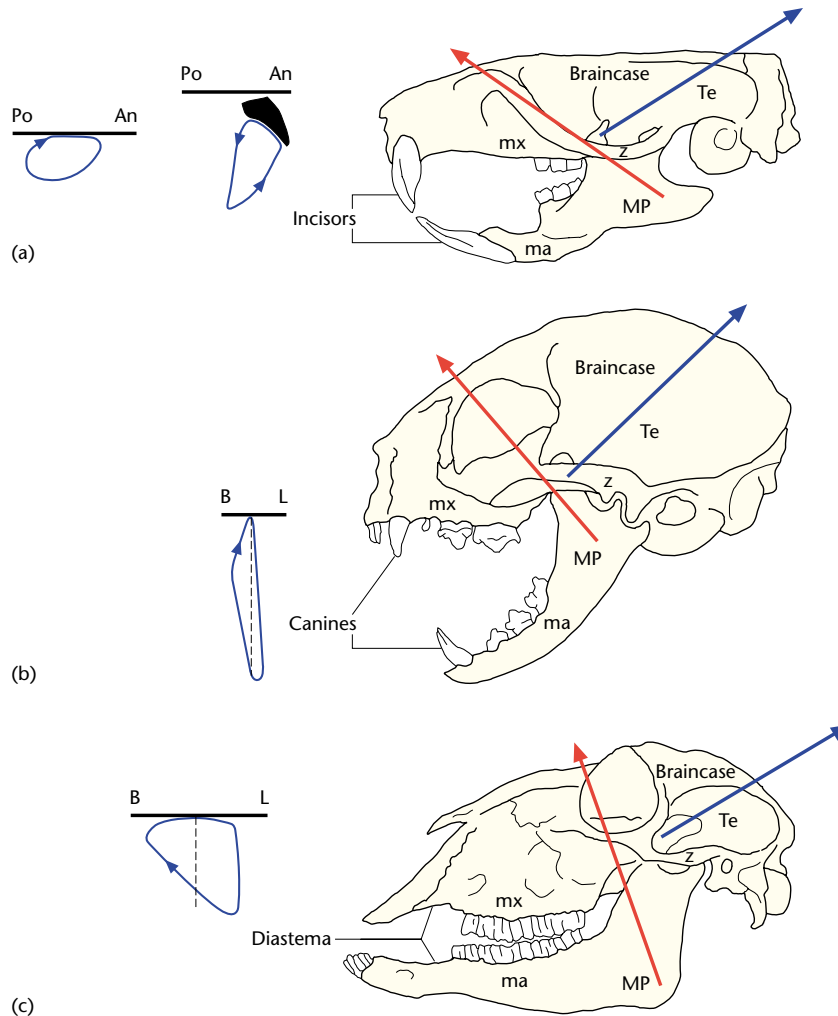 Po An
Po An
Braincase
Te
mx
z
MP
Incisors
ma
(a)
Braincase
Te
B L
z
mx
MP
Canines
ma
(b)
B L
Braincase
Te
z
mx
Diastema
ma
MP
(c)